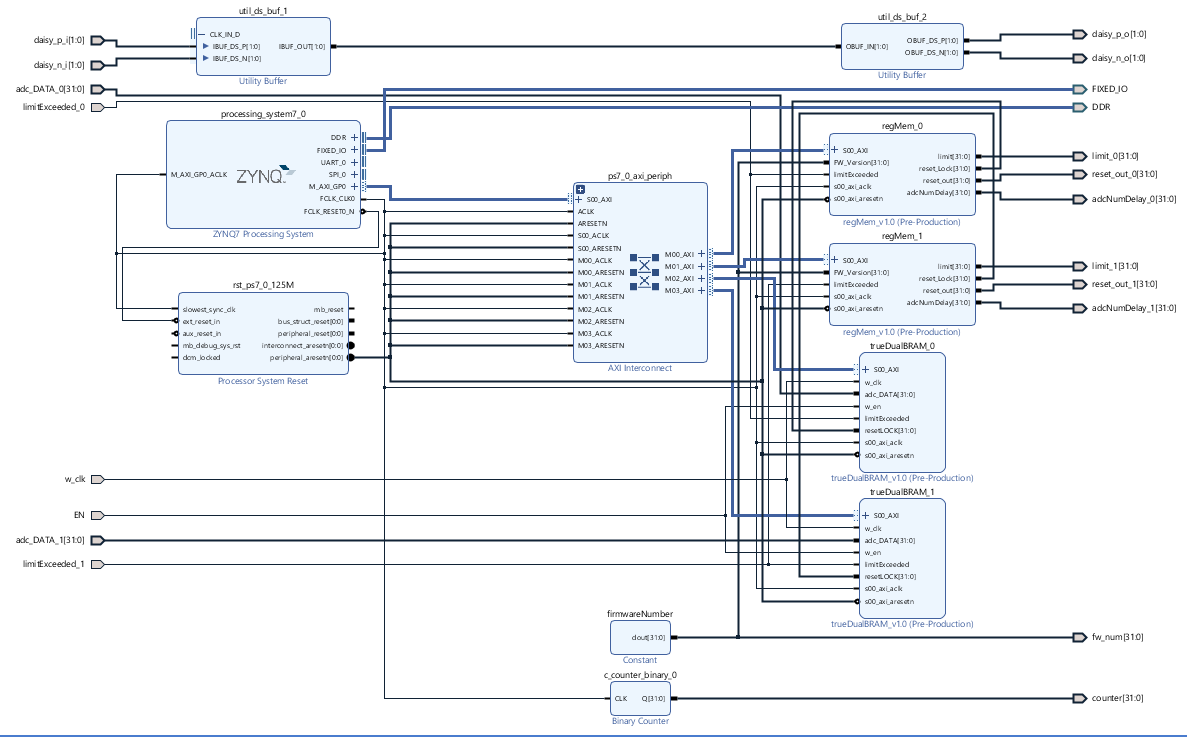 util_ds_buf_1
daisy_p_i[1:0]
daisy_n_i[1:0]
CLK_IN_D
IBUF_DS_P[1:0]
IBUF_DS_N[1:0]
IBUF_OUT[1:0]
Utility Buffer
util_ds_buf_2
OBUF_IN[1:0]
OBUF_DS_P[1:0]
OBUF_DS_N[1:0]
Utility Buffer
daisy_p_o[1:0]
daisy_n_o[1:0]
adc_DATA_0[31:0]
limitExceeded_0
FIXED_IO
DDR
processing_system7_0
M_AXI_GP0_ACLK
ZYNQ
DDR
FIXED_IO
UART_0
SPI_0
M_AXI_GP0
FCLK_CLK0
FCLK_RESET0_N
ZYNQ7 Processing System
regMem_0
S00_AXI
FW_Version[31:0]
limitExceeded
s00_axi_aclk
s00_axi_aresetn
limit[31:0]
reset_Lock[31:0]
reset_out[31:0]
adcNumDelay[31:0]
regMem_v1.0 (Pre-Production)
limit_0[31:0]
reset_out_0[31:0]
adcNumDelay_0[31:0]
ps7_0_axi_periph
S00_AXI
ACLK
ARESETN
S00_ACLK
S00_ARESETN
M00_ACLK
M00_ARESETN
M01_ACLK
M01_ARESETN
M02_ACLK
M02_ARESETN
M03_ACLK
M03_ARESETN
M00_AXI
M01_AXI
M02_AXI
M03_AXI
AXI Interconnect
regMem_1
S00_AXI
FW_Version[31:0]
limitExceeded
s00_axi_aclk
s00_axi_aresetn
limit[31:0]
reset_Lock[31:0]
reset_out[31:0]
adcNumDelay[31:0]
regMem_v1.0 (Pre-Production)
limit_1[31:0]
reset_out_1[31:0]
adcNumDelay_1[31:0]
rst_ps7_0_125M
slowest_sync_clk
ext_reset_in
aux_reset_in
mb_debug_sys_rst
dcm_locked
mb_reset
bus_struct_reset[0:0]
peripheral_reset[0:0]
interconnect_aresetn[0:0]
peripheral_aresetn[0:0]
Processor System Reset
trueDualBRAM_0
S00_AXI
w_clk
adc_DATA[31:0]
w_en
limitExceeded
resetLOCK[31:0]
s00_axi_aclk
s00_axi_aresetn
trueDualBRAM_v1.0 (Pre-Production)
w_clk
EN
adc_DATA_1[31:0]
limitExceeded_1
trueDualBRAM_1
S00_AXI
w_clk
adc_DATA[31:0]
w_en
limitExceeded
resetLOCK[31:0]
s00_axi_aclk
s00_axi_aresetn
trueDualBRAM_v1.0 (Pre-Production)
firmwareNumber
dout[31:0]
Constant
fw_num[31:0]
c_counter_binary_0
CLK
Q[31:0]
Binary Counter
counter[31:0]